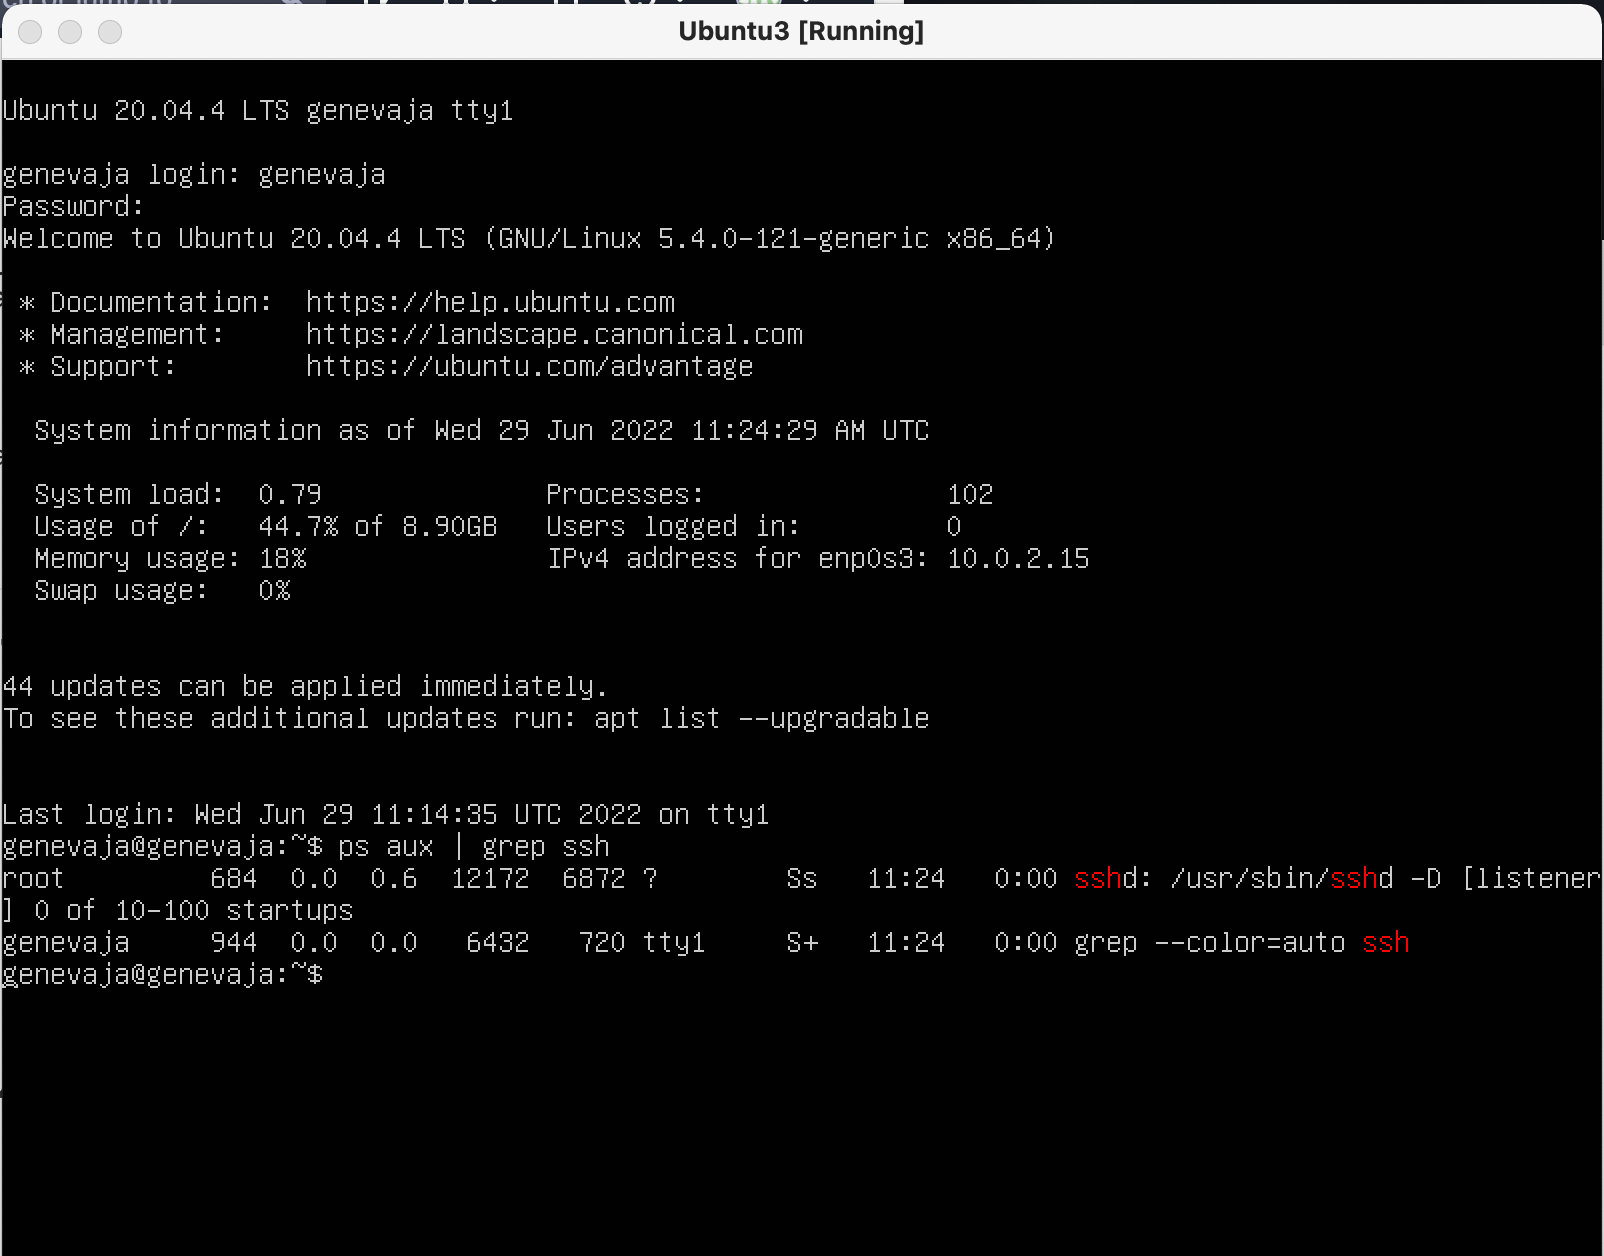 Ubuntu3 [Running]
Ubuntu 20.04.4 LTS genevaja tty1
genevaja login: genevaja
Password:
Welcome to Ubuntu 20.04.4 LTS (GNU/Linux 5.4.0-121-generic x86_64)
* Documentation:  https://help.ubuntu.com
* Management:     https://landscape.canonical.com
* Support:        https://ubuntu.com/advantage
System information as of Wed 29 Jun 2022 11:24:29 AM UTC
System load:  0.79               Processes:               102
Usage of /:   44.7% of 8.90GB   Users logged in:         0
Memory usage: 18%               IPv4 address for enp0s3: 10.0.2.15
Swap usage:   0%
44 updates can be applied immediately.
To see these additional updates run: apt list --upgradable
Last login: Wed Jun 29 11:14:35 UTC 2022 on tty1
genevaja@genevaja:~$ ps aux | grep ssh
root         684  0.0  0.6  12172  6872 ?        Ss   11:24   0:00 sshd: /usr/sbin/sshd -D [listener
] 0 of 10-100 startups
genevaja     944  0.0  0.0   6432   720 tty1     S+   11:24   0:00 grep --color=auto ssh
genevaja@genevaja:~$